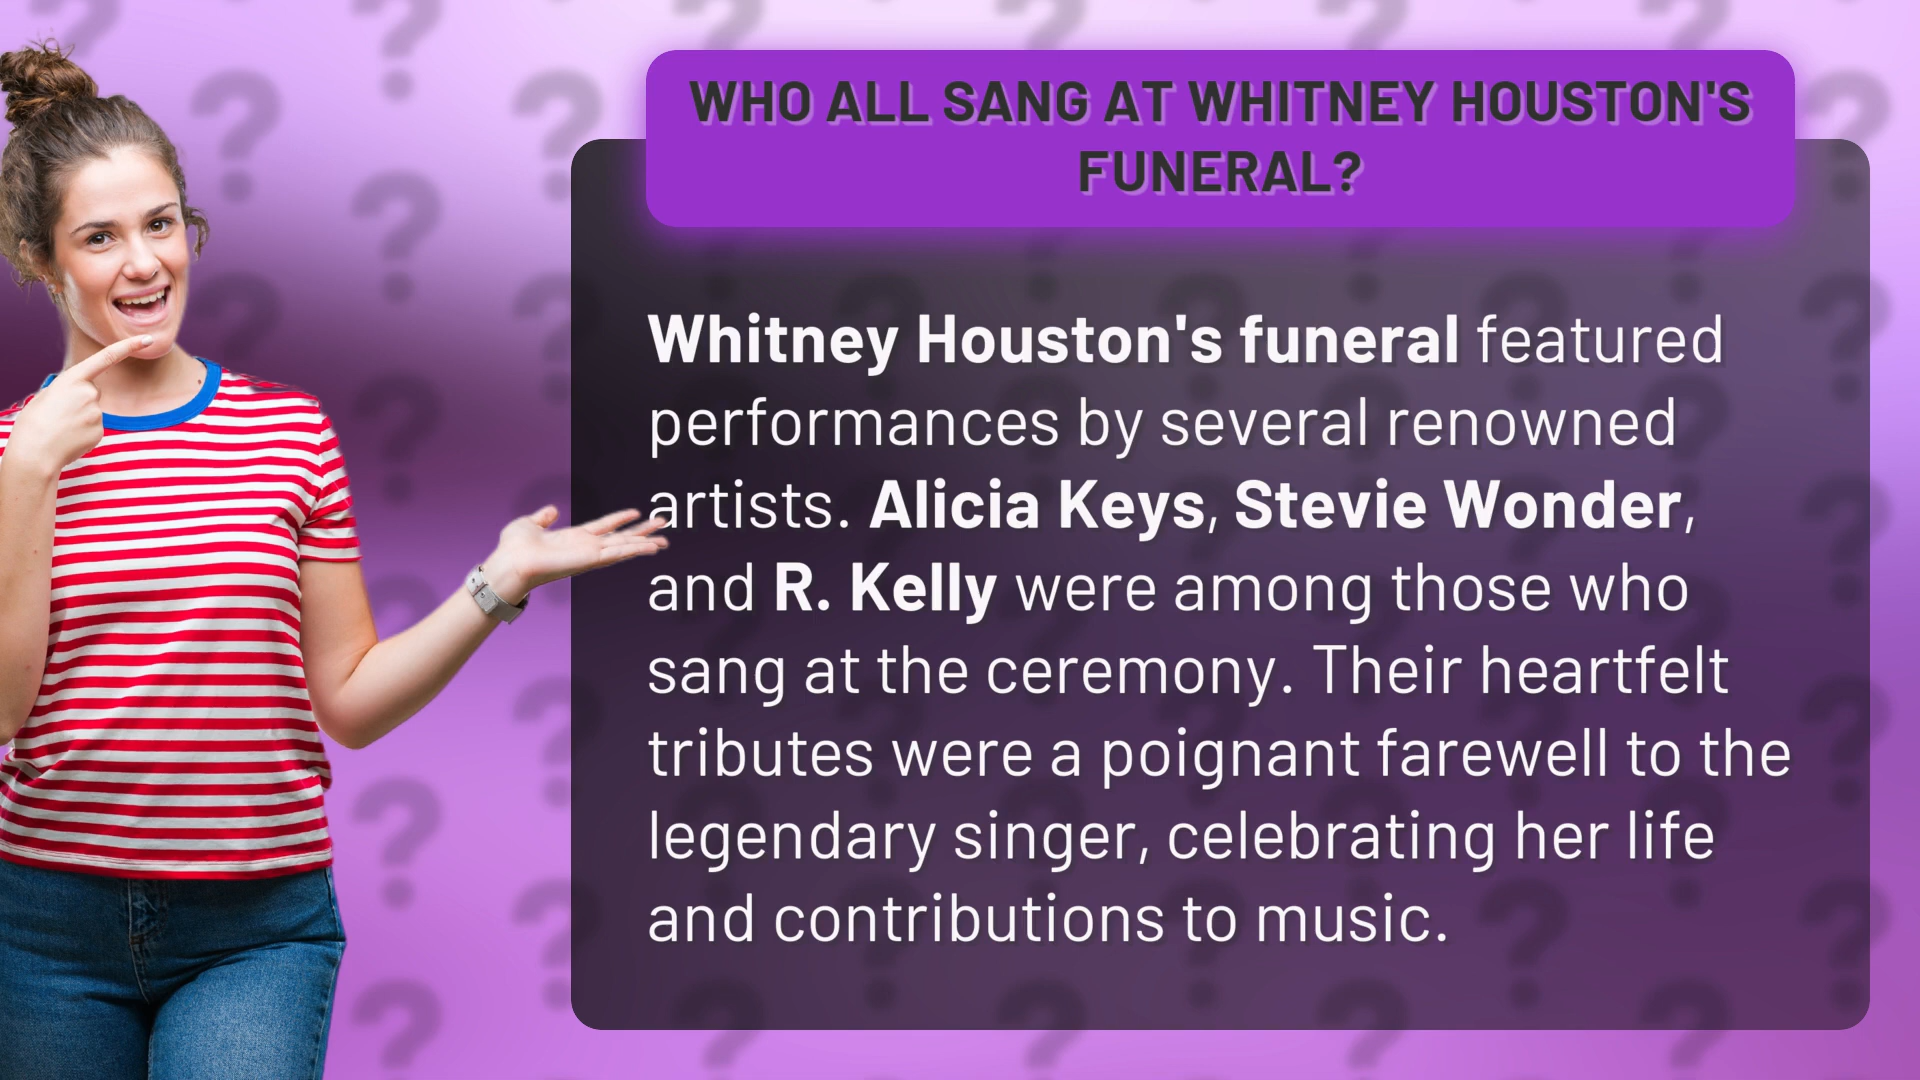 WHO ALL SANG AT WHITNEY HOUSTON'S
FUNERAL?
Whitney Houston's funeral featured
performances by several renowned
artists. Alicia Keys, Stevie Wonder,
and R. Kelly were among those who
sang at the ceremony. Their heartfelt
tributes were a poignant farewell to the
legendary singer, celebrating her life
and contributions to music.